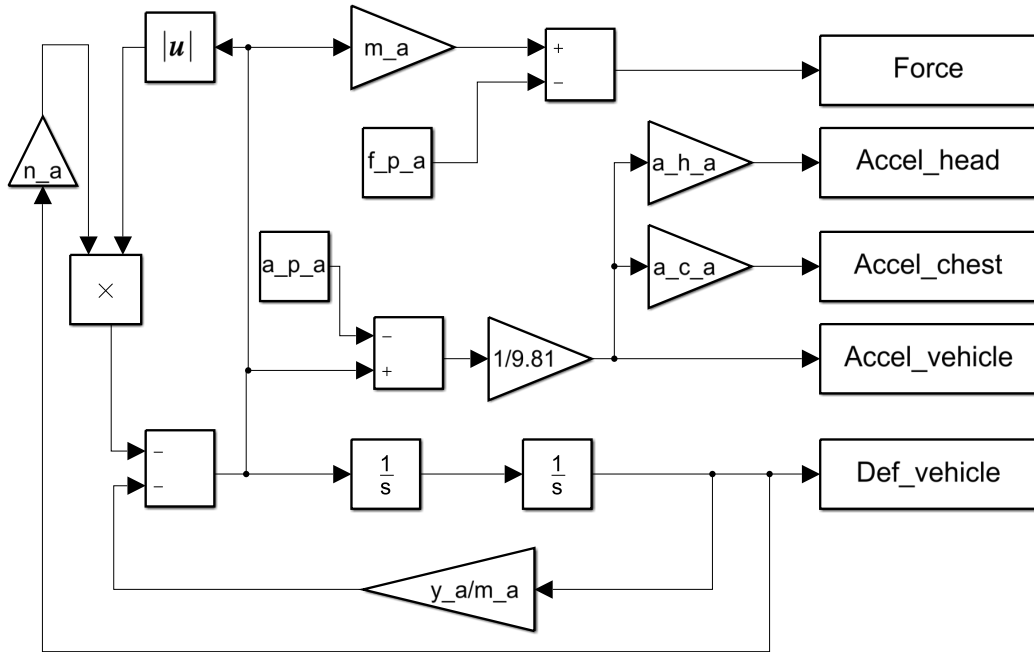 |u|
m_a
+
−
Force
n_a
f_p_a
a_h_a
Accel_head
×
a_p_a
a_c_a
Accel_chest
−
+
1/9.81
Accel_vehicle
−
−
1
s
1
s
Def_vehicle
y_a/m_a